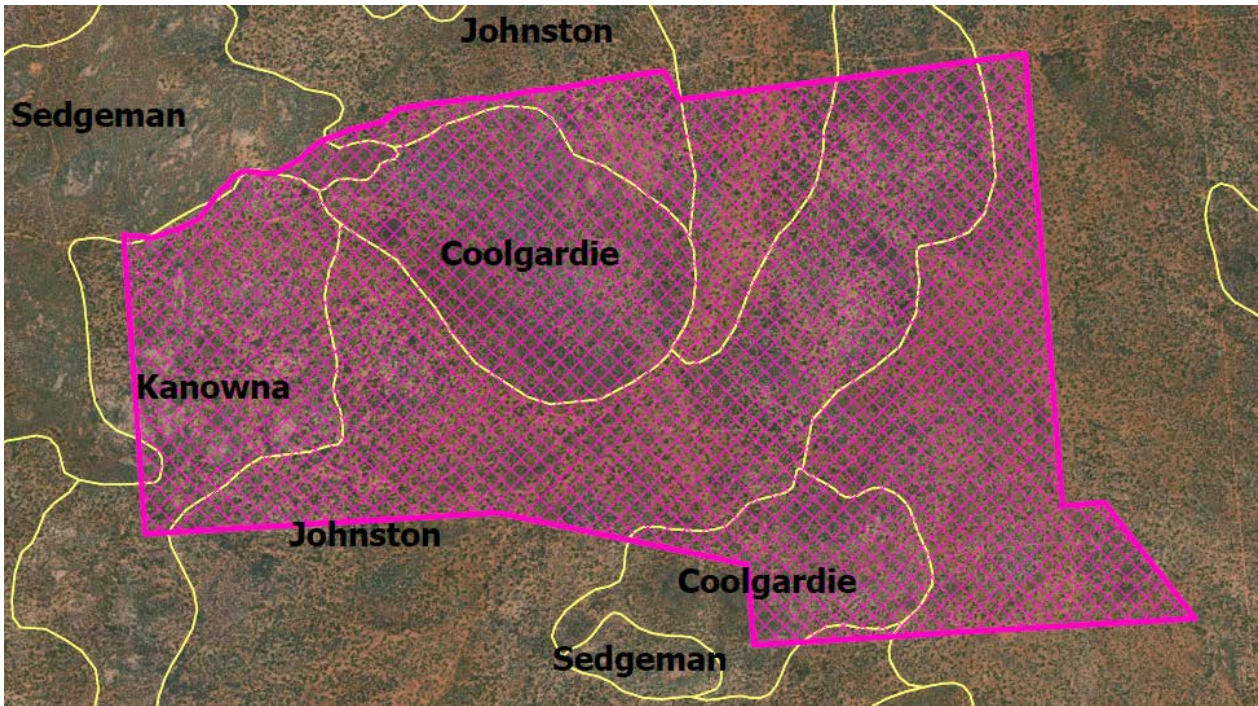 Johnston
Sedgeman
Coolgardie
Kanowna
Johnston
Coolgardie
Sedgeman